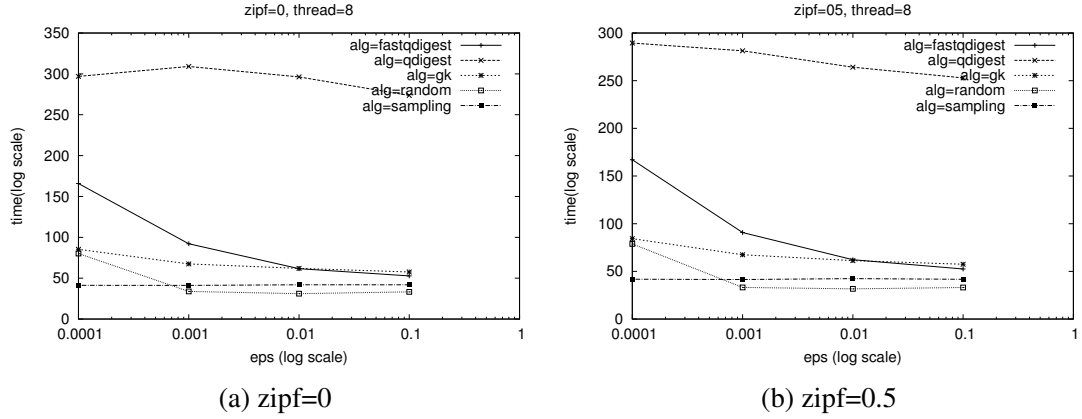 zipf=0, thread=8
350
300
250
200
150
100
50
0
time(log scale)
alg=fastqdigest
alg=qdigest
alg=gk
alg=random
alg=sampling
0.0001
0.001
0.01
0.1
1
eps (log scale)
(a) zipf=0
zipf=05, thread=8
300
250
200
150
100
50
0
time(log scale)
alg=fastqdigest
alg=qdigest
alg=gk
alg=random
alg=sampling
0.0001
0.001
0.01
0.1
1
eps (log scale)
(b) zipf=0.5